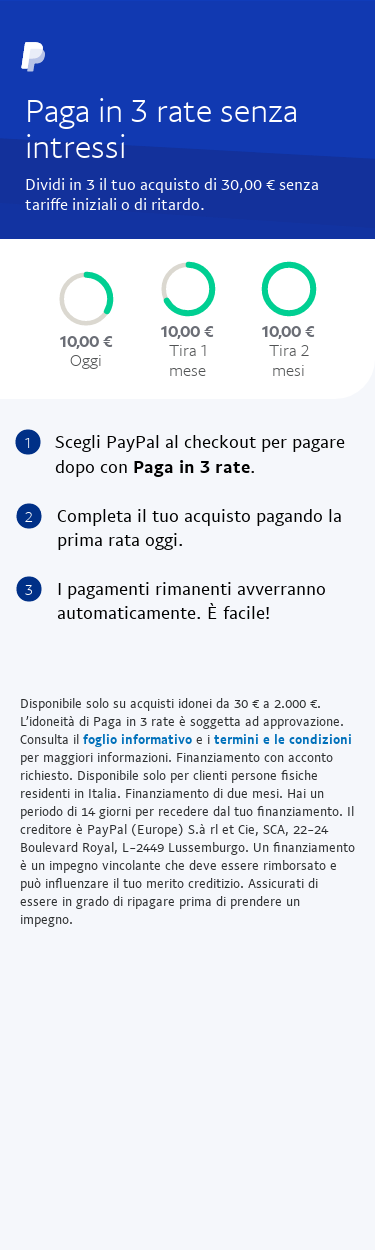 Paga in 3 rate senza
intressi
Dividi in 3 il tuo acquisto di 30,00 € senza
tariffe iniziali o di ritardo.
10,00 €
Oggi
10,00 €
Tira 1
mese
10,00 €
Tira 2
mesi
1 Scegli PayPal al checkout per pagare
dopo con Paga in 3 rate.
2 Completa il tuo acquisto pagando la
prima rata oggi.
3 I pagamenti rimanenti avverranno
automaticamente. È facile!
Disponibile solo su acquisti idonei da 30 € a 2.000 €.
L'idoneità di Paga in 3 rate è soggetta ad approvazione.
Consulta il foglio informativo e i termini e le condizioni
per maggiori informazioni. Finanziamento con acconto
richiesto. Disponibile solo per clienti persone fisiche
residenti in Italia. Finanziamento di due mesi. Hai un
periodo di 14 giorni per recedere dal tuo finanziamento. Il
creditore è PayPal (Europe) S.à rl et Cie, SCA, 22-24
Boulevard Royal, L-2449 Lussemburgo. Un finanziamento
è un impegno vincolante che deve essere rimborsato e
può influenzare il tuo merito creditizio. Assicurati di
essere in grado di ripagare prima di prendere un
impegno.